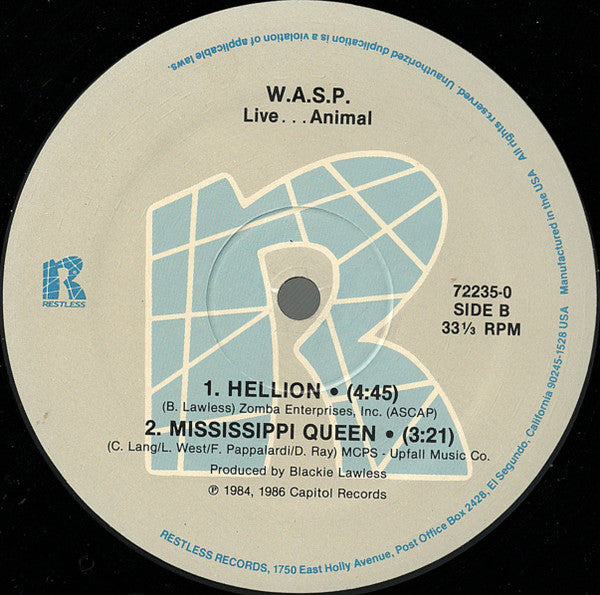 W.A.S.P.
Live...Animal
RESTLESS
72235-0
SIDE B
33 1/3 RPM
1. HELLION • (4:45)
(B. Lawless) Zomba Enterprises, Inc. (ASCAP)
2. MISSISSIPPI QUEEN • (3:21)
(C. Lang/L. West/F. Pappalardi/D. Ray) MCPS - Upfall Music Co.
Produced by Blackie Lawless
℗ 1984, 1986 Capitol Records
RESTLESS RECORDS, 1750 East Holly Avenue, Post Office Box 2428, El Segundo, California 90245-1528 USA Manufactured in the USA All rights reserved. Unauthorized duplication is a violation of applicable laws.